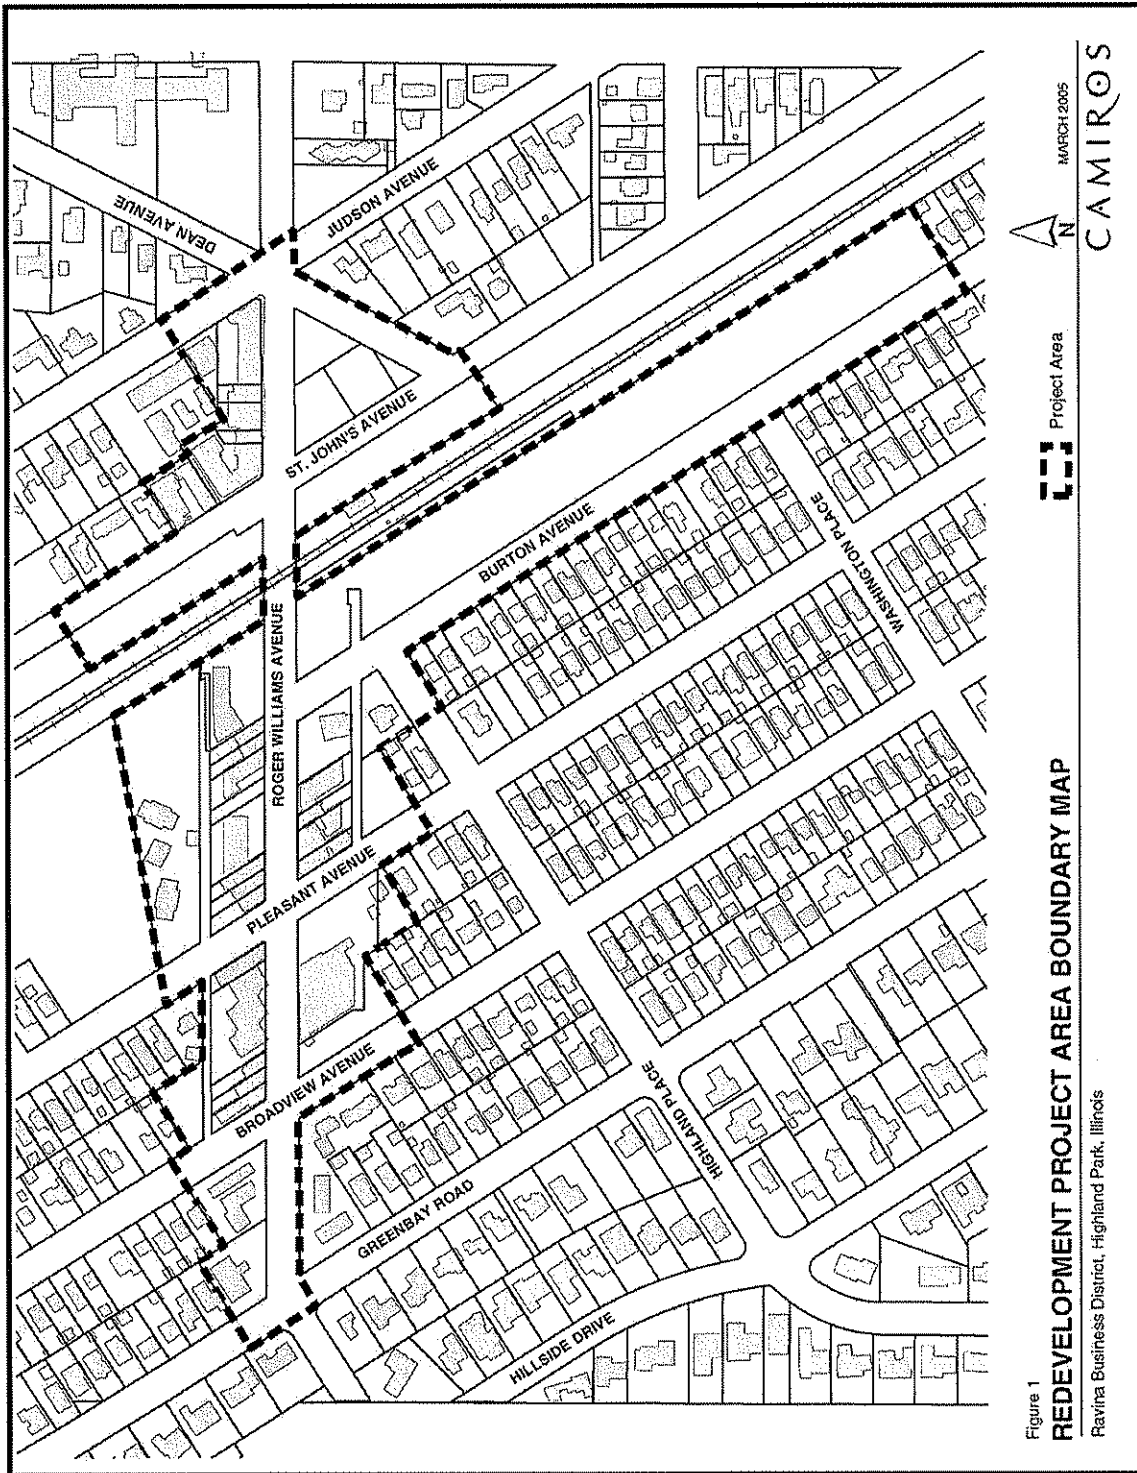 DEAN AVENUE
JUDSON AVENUE
ST. JOHN'S AVENUE
ROGER WILLIAMS AVENUE
BURTON AVENUE
WASHINGTON PLACE
PLEASANT AVENUE
BROADVIEW AVENUE
HIGHLAND PLACE
GREENBAY ROAD
HILLSIDE DRIVE
Figure 1
REDEVELOPMENT PROJECT AREA BOUNDARY MAP
Ravina Business District, Highland Park, Illinois
Project Area
N
MARCH 2005
CAMIROS